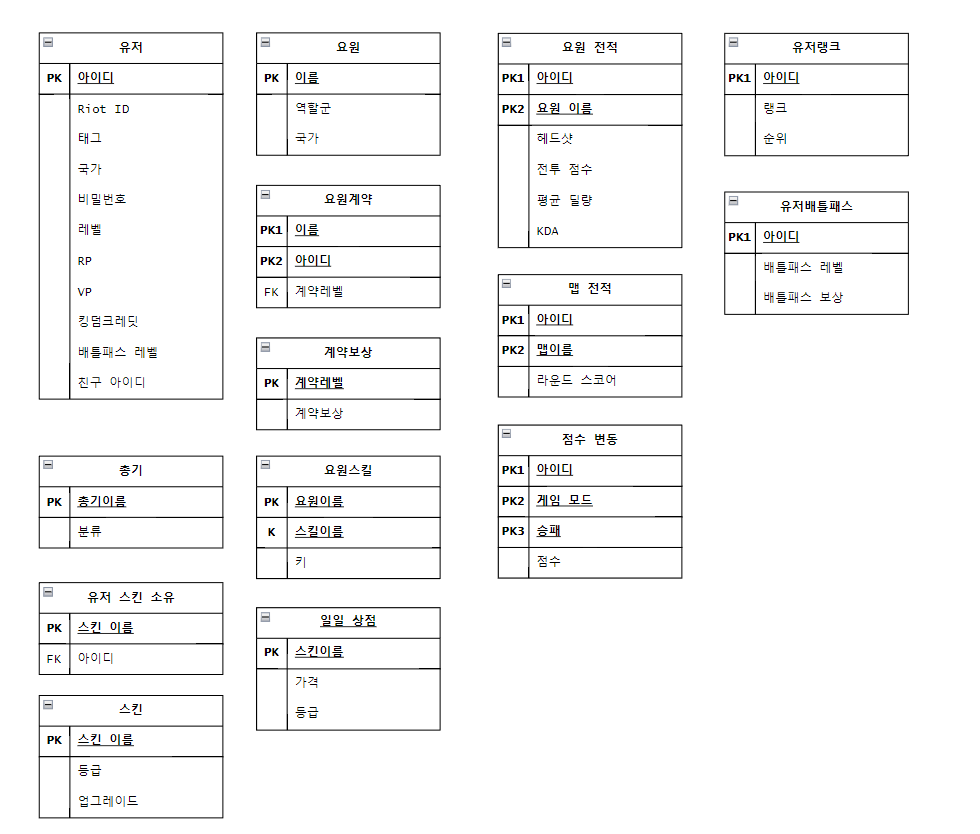 유저
PK 아이디
Riot ID
태그
국가
비밀번호
레벨
RP
VP
킹덤크레딧
배틀패스 레벨
친구 아이디
총기
PK 총기이름
분류
유저 스킨 소유
PK 스킨 이름
FK 아이디
스킨
PK 스킨 이름
등급
업그레이드
요원
PK 이름
역할군
국가
요원계약
PK1 이름
PK2 아이디
FK 계약레벨
계약보상
PK 계약레벨
계약보상
요원스킬
PK 요원이름
K 스킬이름
키
일일 상점
PK 스킨이름
가격
등급
요원 전적
PK1 아이디
PK2 요원 이름
헤드샷
전투 점수
평균 딜량
KDA
맵 전적
PK1 아이디
PK2 맵이름
라운드 스코어
점수 변동
PK1 아이디
PK2 게임 모드
PK3 승패
점수
유저랭크
PK1 아이디
랭크
순위
유저배틀패스
PK1 아이디
배틀패스 레벨
배틀패스 보상